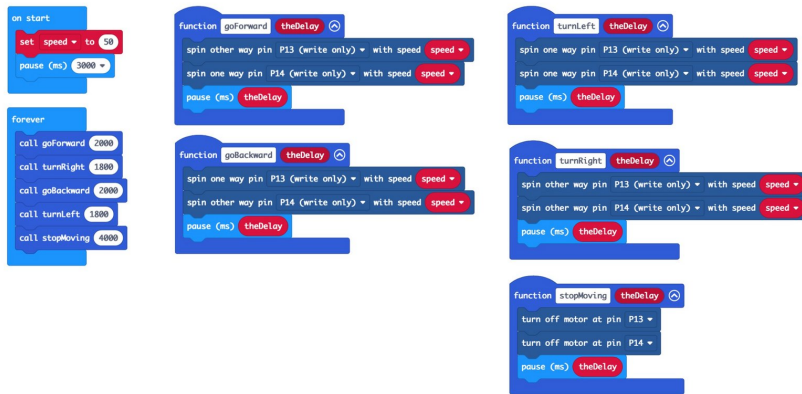 on start
set speed to 50
pause (ms) 3000
forever
call goForward 2000
call turnRight 1800
call goBackward 2000
call turnLeft 1800
call stopMoving 4000
function goForward theDelay
spin other way pin P13 (write only) with speed speed
spin one way pin P14 (write only) with speed speed
pause (ms) theDelay
function goBackward theDelay
spin one way pin P13 (write only) with speed speed
spin other way pin P14 (write only) with speed speed
pause (ms) theDelay
function turnLeft theDelay
spin one way pin P13 (write only) with speed speed
spin one way pin P14 (write only) with speed speed
pause (ms) theDelay
function turnRight theDelay
spin other way pin P13 (write only) with speed speed
spin other way pin P14 (write only) with speed speed
pause (ms) theDelay
function stopMoving theDelay
turn off motor at pin P13
turn off motor at pin P14
pause (ms) theDelay